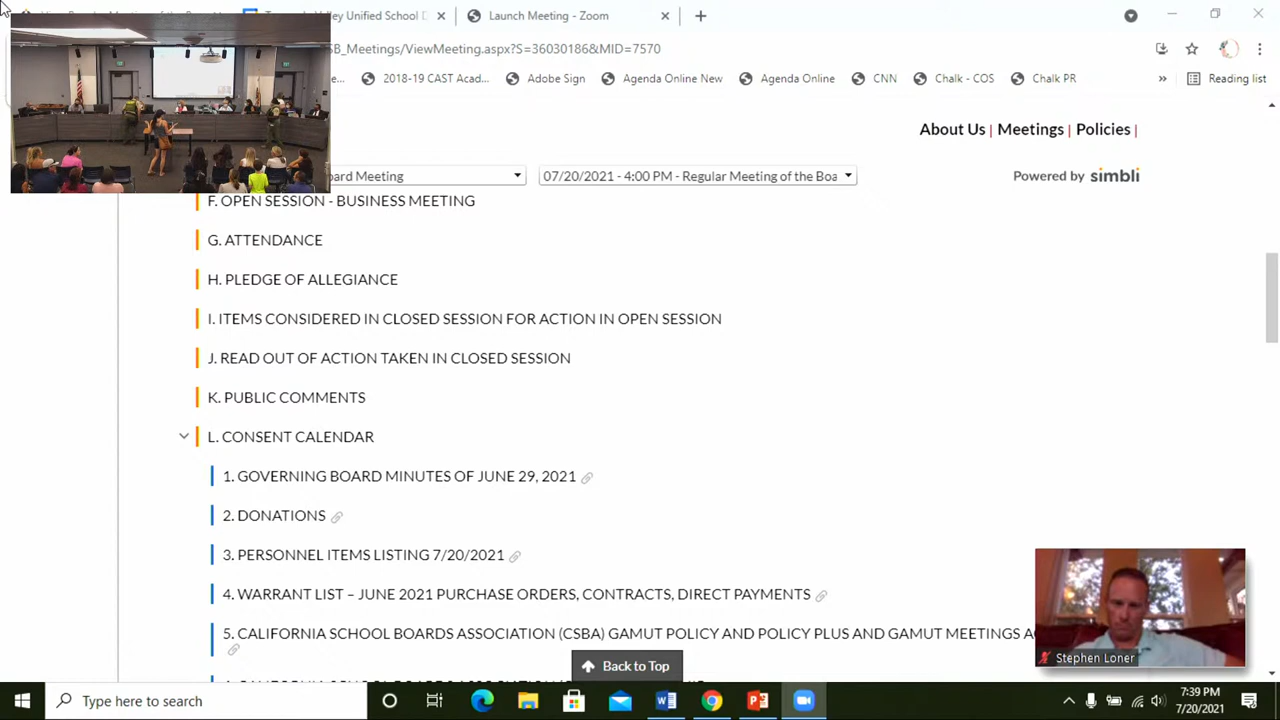 Valley Unified School D
Launch Meeting - Zoom
SB_Meetings/ViewMeeting.aspx?S=36030186&MID=7570
2018-19 CAST Acad...
Adobe Sign
Agenda Online New
Agenda Online
CNN
Chalk - COS
Chalk PR
»
Reading list
About Us | Meetings | Policies |
oard Meeting
07/20/2021 - 4:00 PM - Regular Meeting of the Boa
Powered by simbli
F. OPEN SESSION - BUSINESS MEETING
G. ATTENDANCE
H. PLEDGE OF ALLEGIANCE
I. ITEMS CONSIDERED IN CLOSED SESSION FOR ACTION IN OPEN SESSION
J. READ OUT OF ACTION TAKEN IN CLOSED SESSION
K. PUBLIC COMMENTS
L. CONSENT CALENDAR
1. GOVERNING BOARD MINUTES OF JUNE 29, 2021
2. DONATIONS
3. PERSONNEL ITEMS LISTING 7/20/2021
4. WARRANT LIST – JUNE 2021 PURCHASE ORDERS, CONTRACTS, DIRECT PAYMENTS
5. CALIFORNIA SCHOOL BOARDS ASSOCIATION (CSBA) GAMUT POLICY AND POLICY PLUS AND GAMUT MEETINGS
Back to Top
Stephen Loner
Type here to search
7:39 PM
7/20/2021